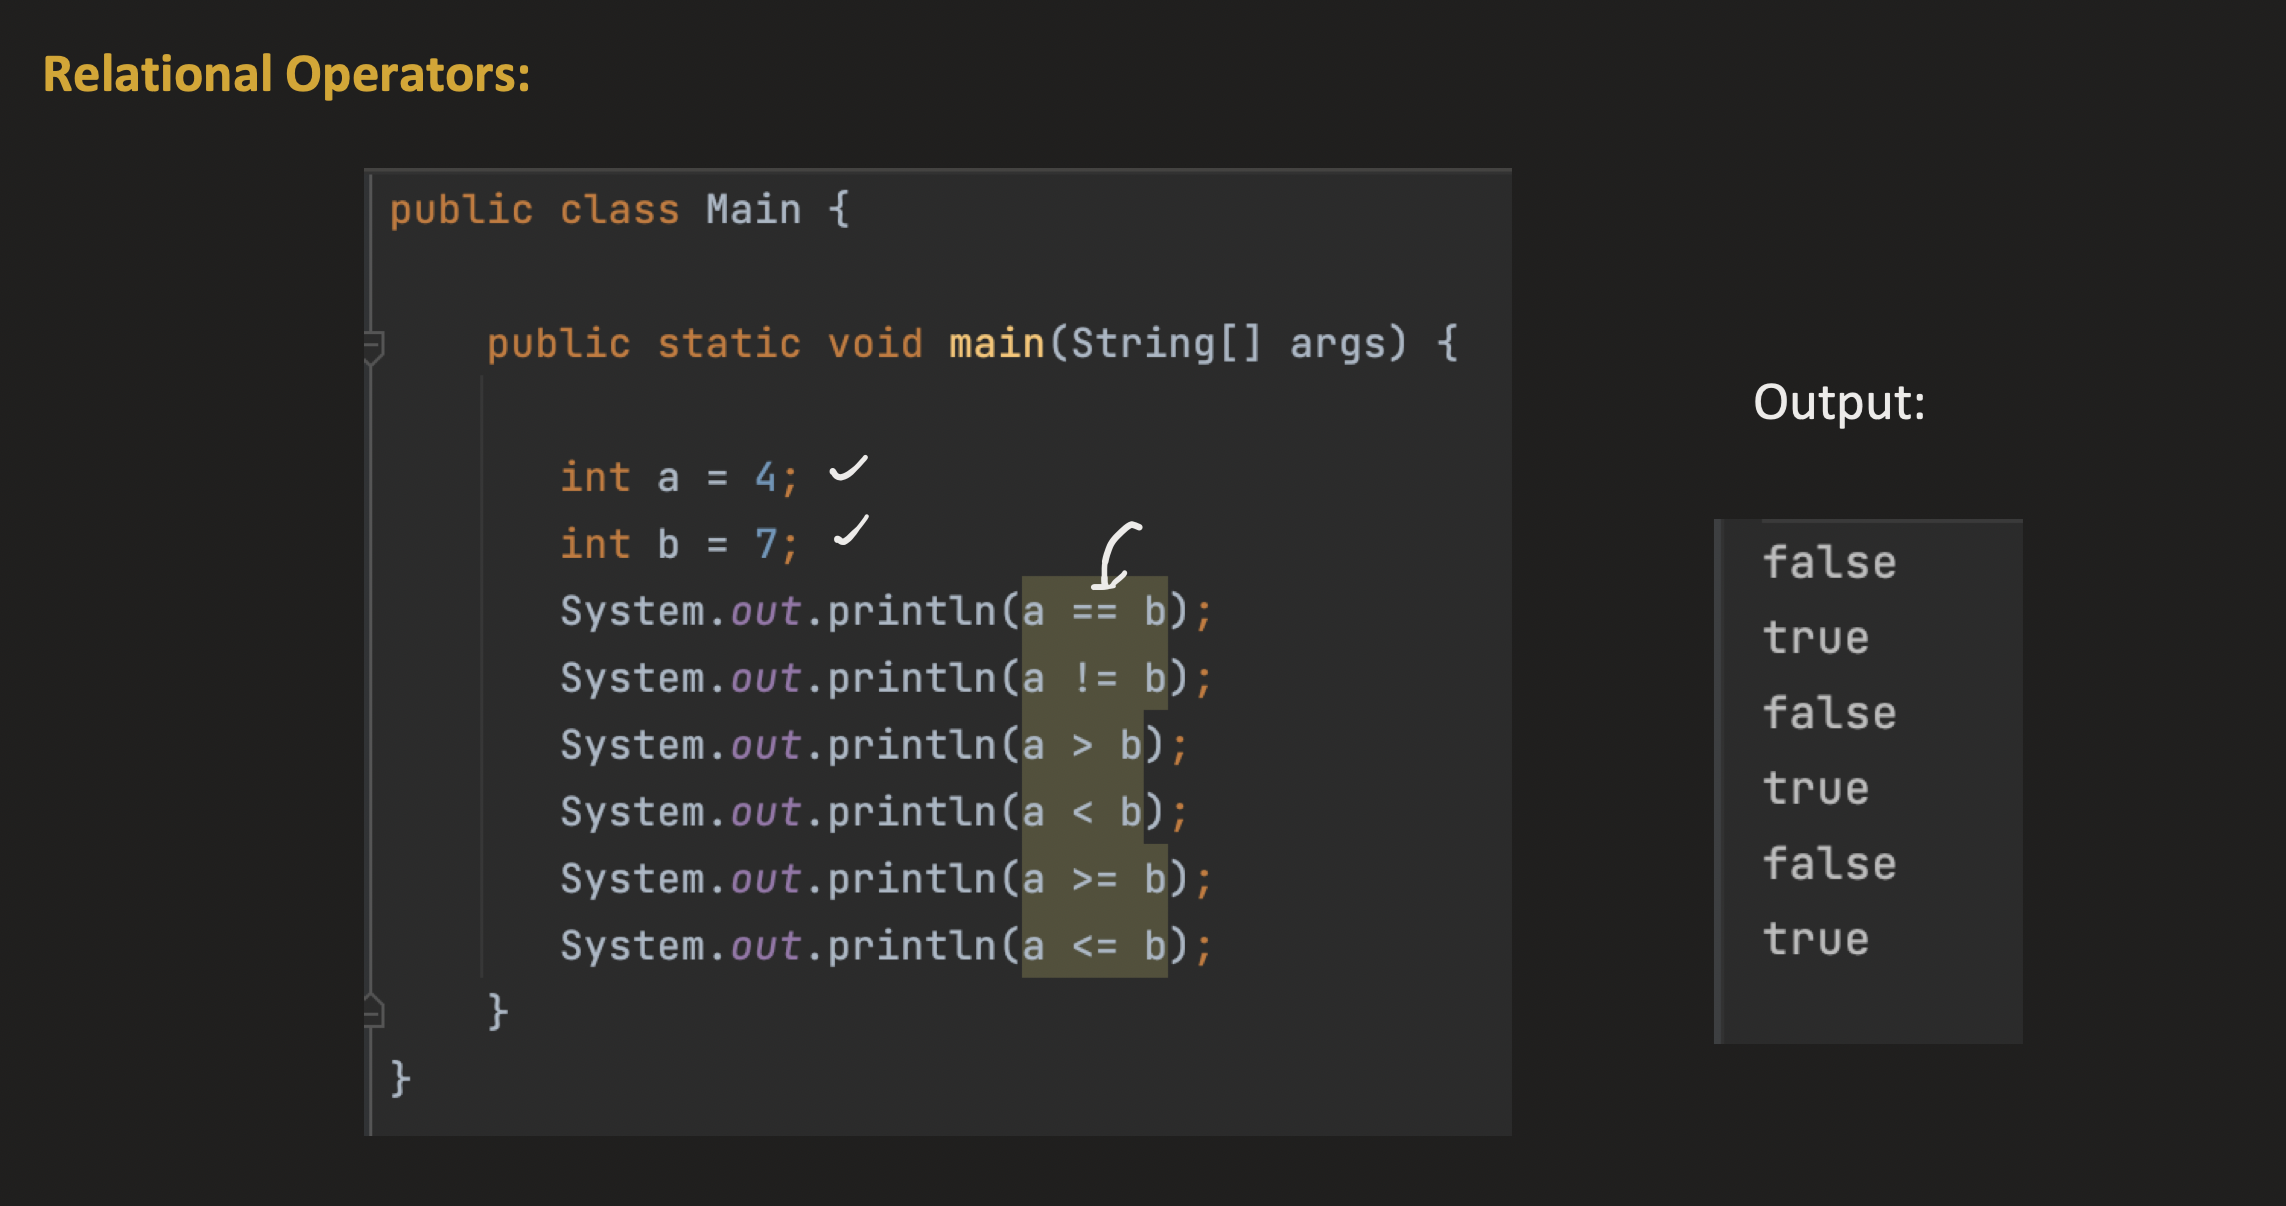 Relational Operators:
public class Main {
public static void main(String[] args) {
int a = 4;
int b = 7;
System.out.println(a == b);
System.out.println(a != b);
System.out.println(a > b);
System.out.println(a < b);
System.out.println(a >= b);
System.out.println(a <= b);
}
}
Output:
false
true
false
true
false
true